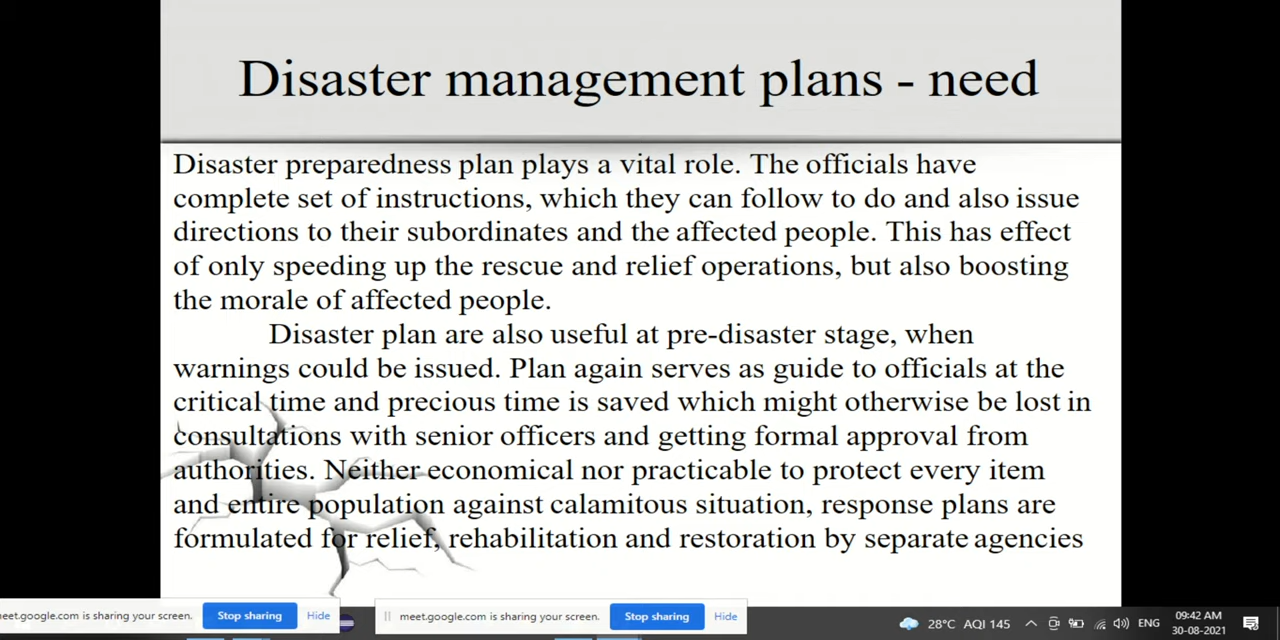 Disaster management plans - need
Disaster preparedness plan plays a vital role. The officials have
complete set of instructions, which they can follow to do and also issue
directions to their subordinates and the affected people. This has effect
of only speeding up the rescue and relief operations, but also boosting
the morale of affected people.
Disaster plan are also useful at pre-disaster stage, when
warnings could be issued. Plan again serves as guide to officials at the
critical time and precious time is saved which might otherwise be lost in
consultations with senior officers and getting formal approval from
authorities. Neither economical nor practicable to protect every item
and entire population against calamitous situation, response plans are
formulated for relief, rehabilitation and restoration by separate agencies
meet.google.com is sharing your screen. Stop sharing Hide
meet.google.com is sharing your screen. Stop sharing Hide
28°C AQI 145 ENG 09:42 AM
30-08-2021